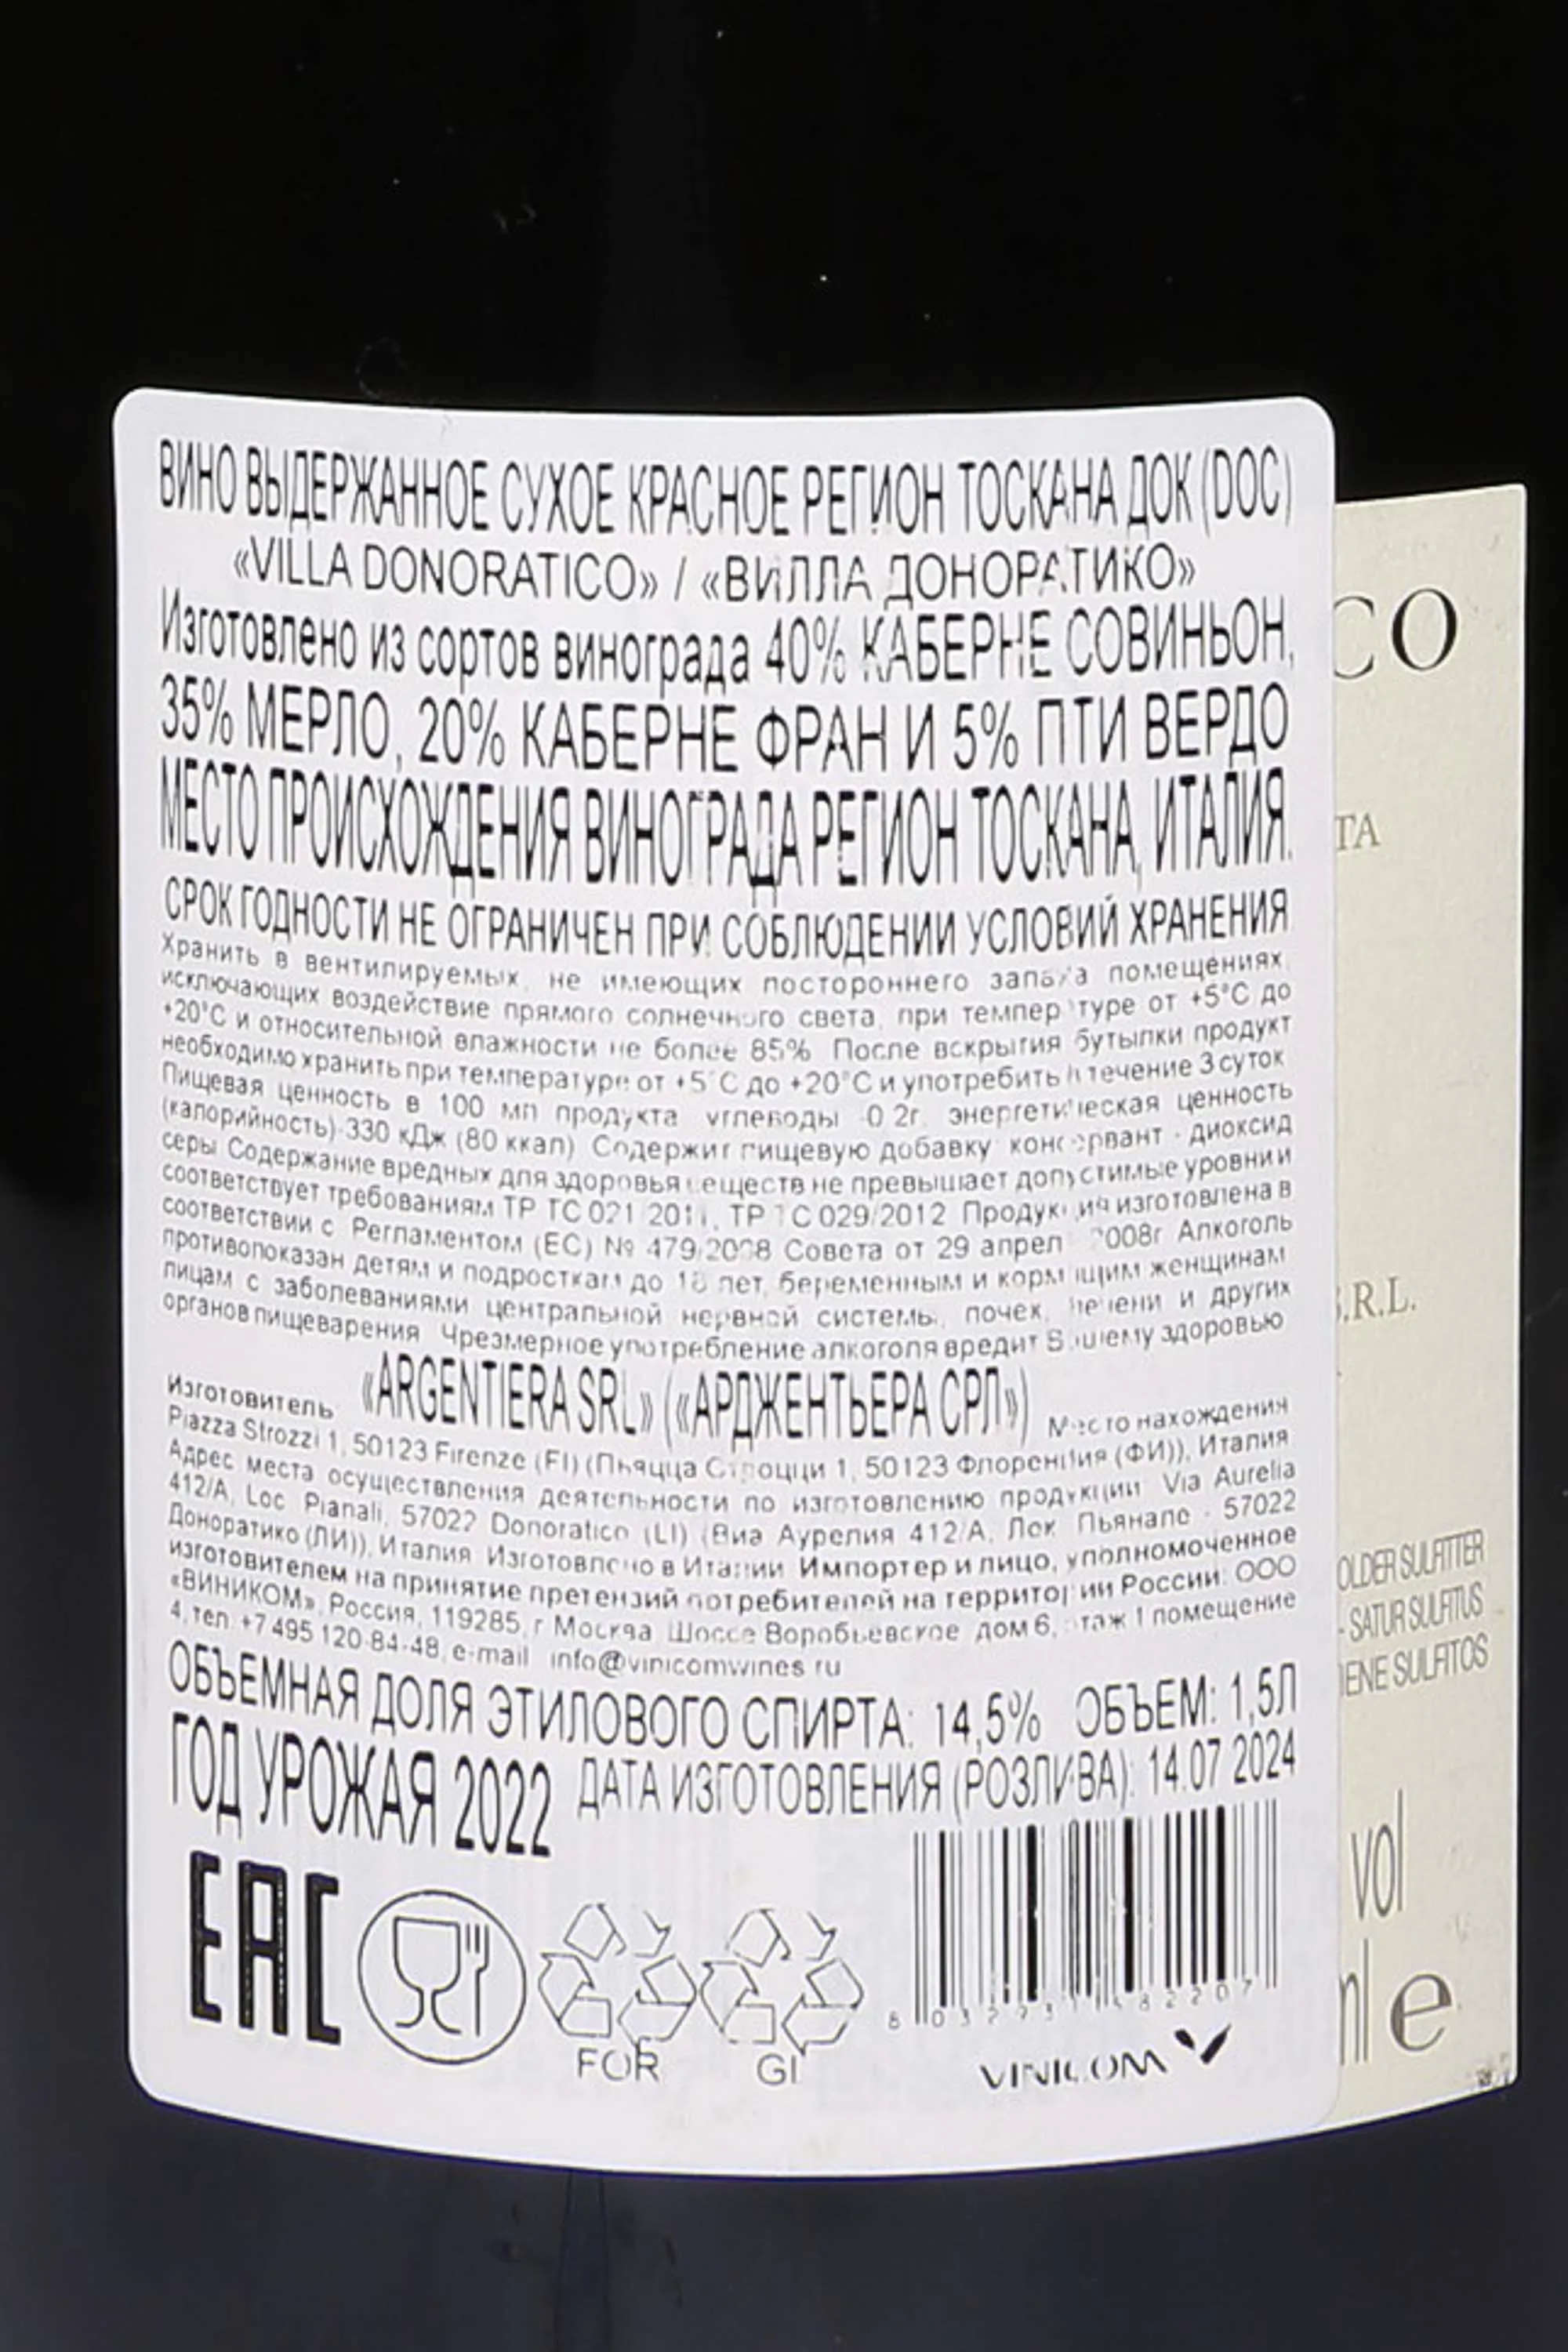 ВИНО ВЫДЕРЖАННОЕ СУХОЕ КРАСНОЕ РЕГИОН ТОСКАНА ДОК (DOC)
«VILLA DONORATICO» / «ВИЛЛА ДОНОРАТИКО»
Изготовлено из сортов винограда 40% КАБЕРНЕ СОВИНЬОН,
35% МЕРЛО, 20% КАБЕРНЕ ФРАН И 5% ПТИ ВЕРДО
МЕСТО ПРОИСХОЖДЕНИЯ ВИНОГРАДА РЕГИОН ТОСКАНА, ИТАЛИЯ.
СРОК ГОДНОСТИ НЕ ОГРАНИЧЕН ПРИ СОБЛЮДЕНИИ УСЛОВИЙ ХРАНЕНИЯ
Хранить в вентилируемых, не имеющих постороннего запаха помещениях,
исключающих воздействие прямого солнечного света, при температуре от +5°C до
+20°C и относительной влажности не более 85% После вскрытия бутылки продукт
необходимо хранить при температуре от +5°C до +20°C и употребить в течение 3 суток
Пищевая ценность в 100 мл продукта углеводы -0.2г, энергетическая ценность
(калорийность)-330 кДж (80 ккал) Содержит пищевую добавку консервант - диоксид
серы Содержание вредных для здоровья веществ не превышает допустимые уровни и
соответствует требованиям ТР ТС 021/2011, ТР ТС 029/2012 Продукция изготовлена в
соответствии с Регламентом (ЕС) № 479/2008 Совета от 29 апреля 2008г Алкоголь
противопоказан детям и подросткам до 18 лет, беременным и кормящим женщинам
лицам с заболеваниями центральной нервной системы, почек, печени и других
органов пищеварения Чрезмерное употребление алкоголя вредит Вашему здоровью
Изготовитель «ARGENTIERA SRL» («АРДЖЕНТЬЕРА СРЛ») Место нахождения
Piazza Strozzi 1, 50123 Firenze (FI) (Пьяцца Строцци 1, 50123 Флоренция (ФИ)), Италия
Адрес места осуществления деятельности по изготовлению продукции Via Aurelia
412/A, Loc Pianali, 57022 Donoratico (LI) (Виа Аурелия 412/А, Лок Пьянале - 57022
Доноратико (ЛИ)), Италия Изготовлено в Италии Импортер и лицо, уполномоченное
изготовителем на принятие претензий потребителей на территории России: ООО
«ВИНИКОМ», Россия, 119285, г Москва Шоссе Воробьевское дом 6, этаж 1 помещение
4, тел +7 495 120-84-48, e-mail info@vinicomwines ru
ОБЪЕМНАЯ ДОЛЯ ЭТИЛОВОГО СПИРТА: 14,5% ОБЪЕМ: 1,5Л
ГОД УРОЖАЯ 2022 ДАТА ИЗГОТОВЛЕНИЯ (РОЗЛИВА): 14.07 2024
EAC
FOR
GI
VINICOM
CO
TA
S.R.L.
OLDER SULFITTER
- SATUR SULFITUS
IENE SULFITOS
vol
ml e